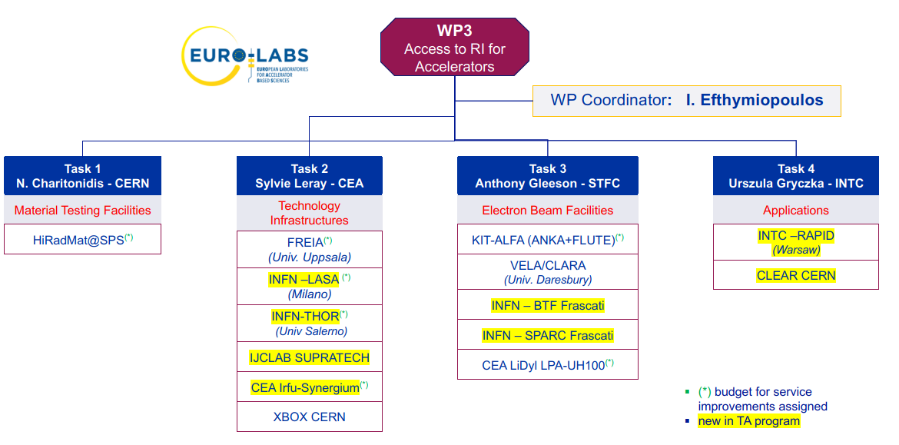 WP3
Access to RI for
Accelerators
EURO-LABS
EUROPEAN LABORATORIES
FOR ACCELERATOR
BASED SCIENCES
WP Coordinator: I. Efthymiopoulos
Task 1
N. Charitonidis - CERN
Material Testing Facilities
HiRadMat@SPS(*)
Task 2
Sylvie Leray - CEA
Technology
Infrastructures
FREIA(*)
(Univ. Uppsala)
INFN –LASA (*)
(Milano)
INFN-THOR(*)
(Univ Salerno)
IJCLAB SUPRATECH
CEA Irfu-Synergium(*)
XBOX CERN
Task 3
Anthony Gleeson - STFC
Electron Beam Facilities
KIT-ALFA (ANKA+FLUTE)(*)
VELA/CLARA
(Univ. Daresbury)
INFN – BTF Frascati
INFN – SPARC Frascati
CEA LiDyl LPA-UH100(*)
Task 4
Urszula Gryczka - INTC
Applications
INTC –RAPID
(Warsaw)
CLEAR CERN
▪ (*) budget for service
improvements assigned
▪ new in TA program